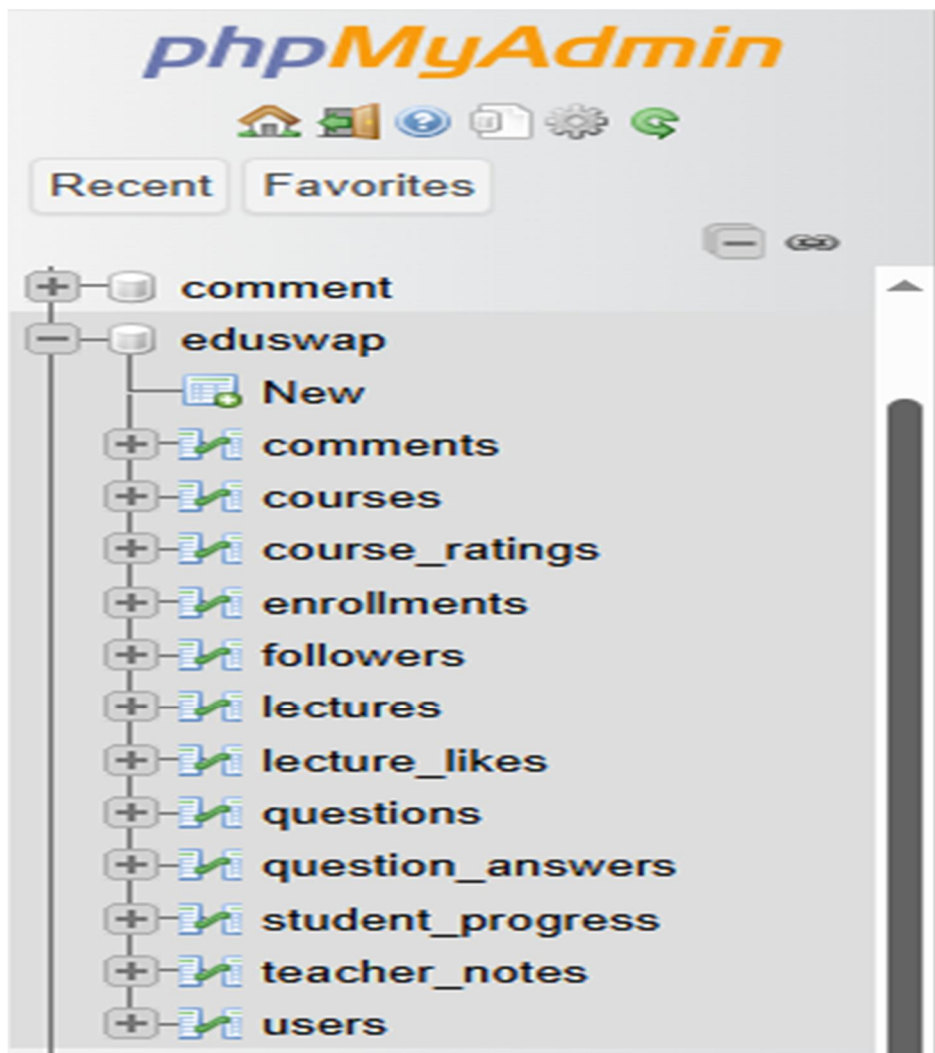 phpMyAdmin
Recent Favorites
comment
eduswap
New
comments
courses
course_ratings
enrollments
followers
lectures
lecture_likes
questions
question_answers
student_progress
teacher_notes
users